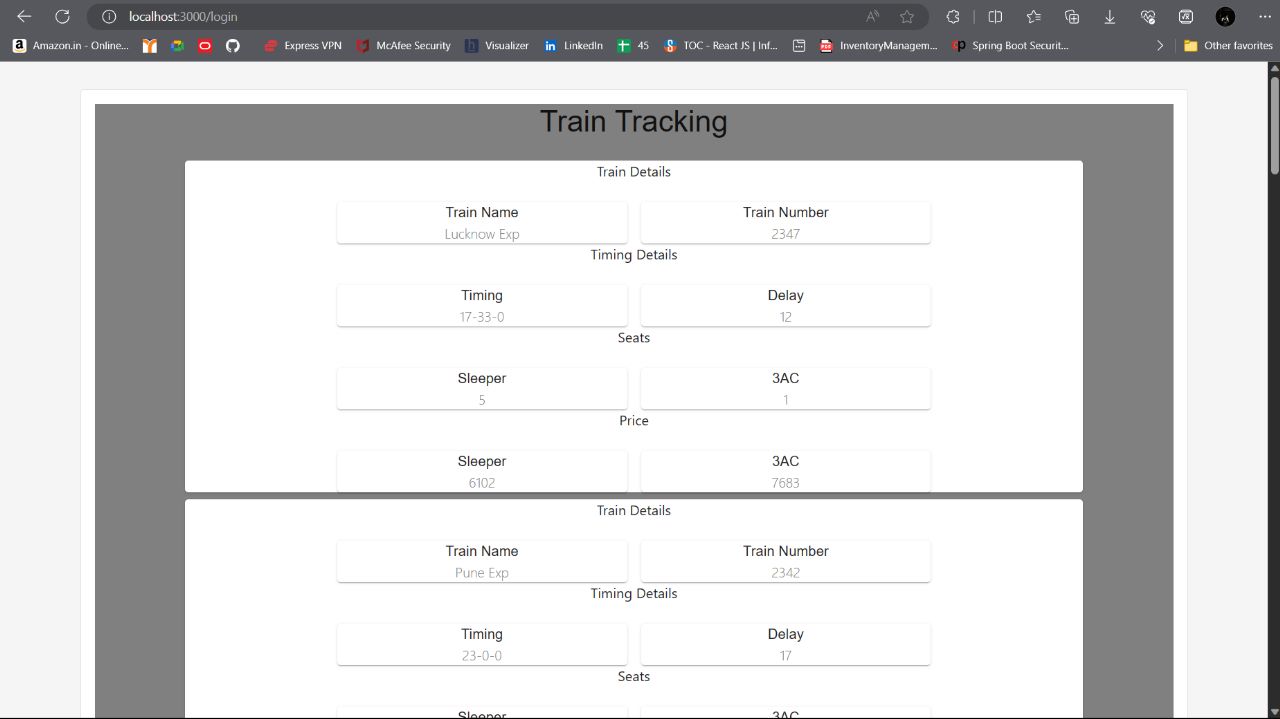 localhost:3000/login
Amazon.in - Online... Express VPN McAfee Security Visualizer LinkedIn 45 TOC - React JS | Inf... InventoryManagem... Spring Boot Securit... Other favorites
Train Tracking
Train Details
Train Name Train Number
Lucknow Exp 2347
Timing Details
Timing Delay
17-33-0 12
Seats
Sleeper 3AC
5 1
Price
Sleeper 3AC
6102 7683
Train Details
Train Name Train Number
Pune Exp 2342
Timing Details
Timing Delay
23-0-0 17
Seats
Sleeper 3AC